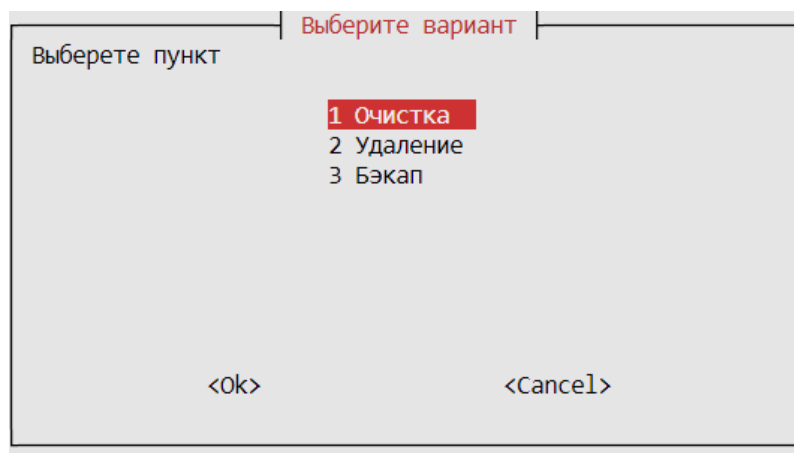 Выберите вариант
Выберете пункт
1 Очистка
2 Удаление
3 Бэкап
<Ok> <Cancel>